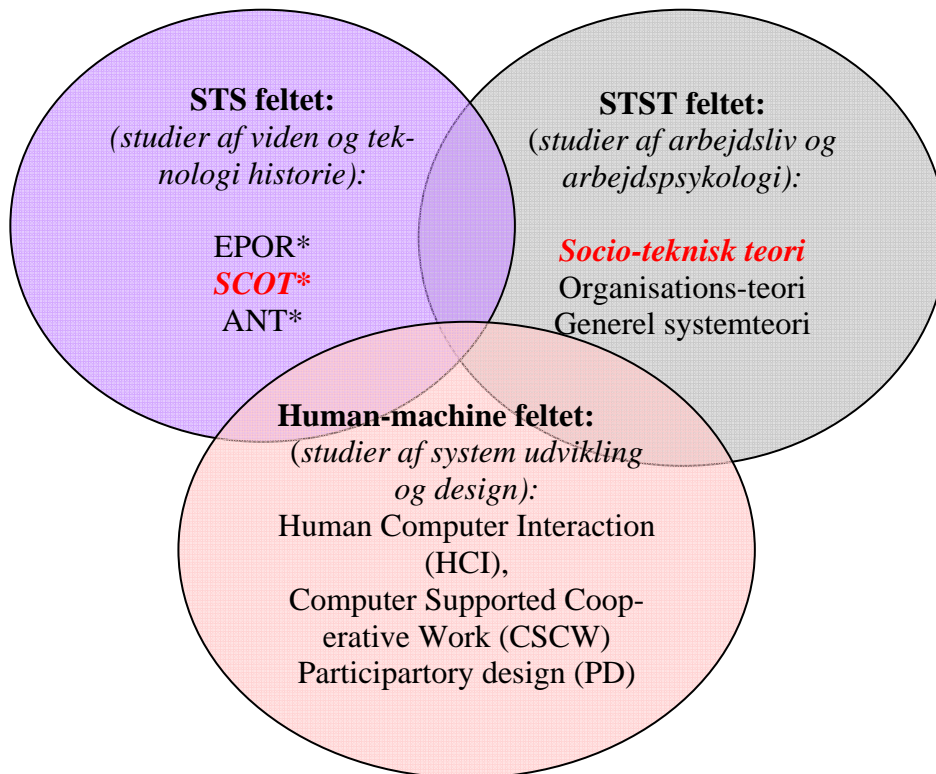 STS feltet:
(studier af viden og tek-
nologi historie):
EPOR*
SCOT*
ANT*
STST feltet:
(studier af arbejdsliv og
arbejdspsykologi):
Socio-teknisk teori
Organisations-teori
Generel systemteori
Human-machine feltet:
(studier af system udvikling
og design):
Human Computer Interaction
(HCI),
Computer Supported Coop-
erative Work (CSCW)
Participartory design (PD)